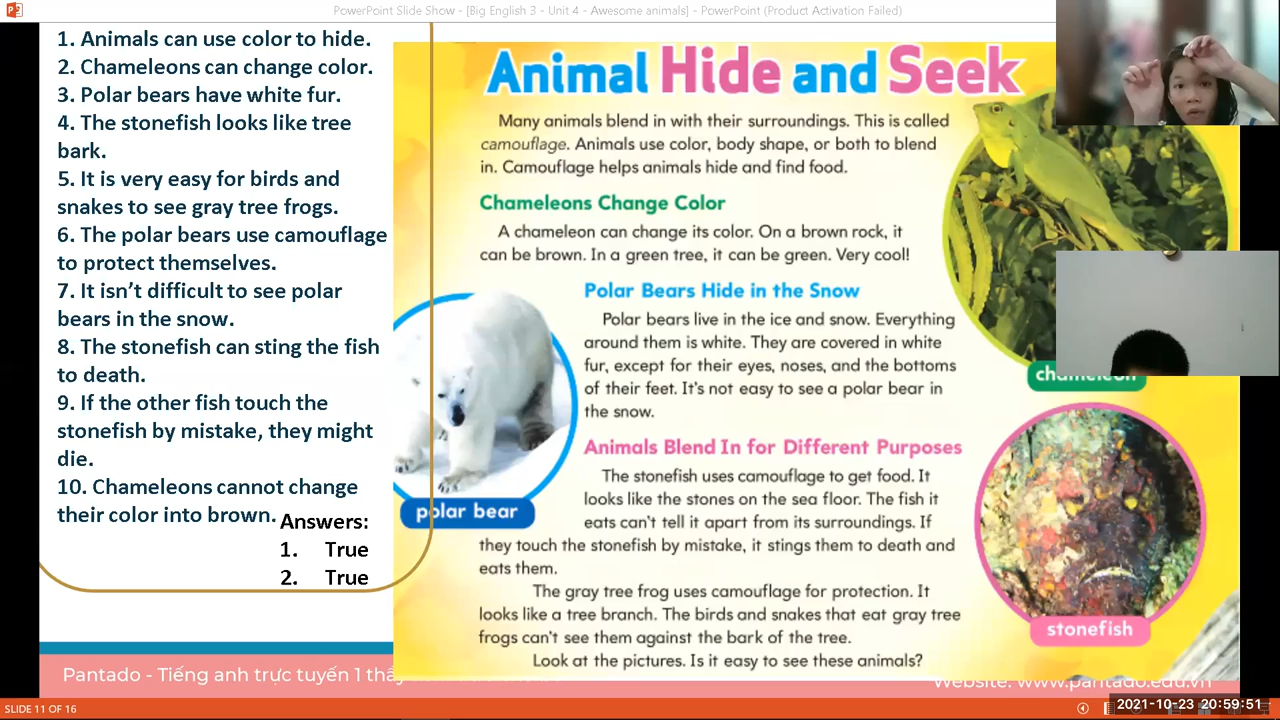 PowerPoint Slide Show - [Big English 3 - Unit 4 - Awesome animals] - PowerPoint (Product Activation Failed)
1. Animals can use color to hide.
2. Chameleons can change color.
3. Polar bears have white fur.
4. The stonefish looks like tree
bark.
5. It is very easy for birds and
snakes to see gray tree frogs.
6. The polar bears use camouflage
to protect themselves.
7. It isn't difficult to see polar
bears in the snow.
8. The stonefish can sting the fish
to death.
9. If the other fish touch the
stonefish by mistake, they might
die.
10. Chameleons cannot change
their color into brown.
Answers:
1. True
2. True
Animal Hide and Seek
Many animals blend in with their surroundings. This is called
camouflage. Animals use color, body shape, or both to blend
in. Camouflage helps animals hide and find food.
Chameleons Change Color
A chameleon can change its color. On a brown rock, it
can be brown. In a green tree, it can be green. Very cool!
Polar Bears Hide in the Snow
Polar bears live in the ice and snow. Everything
around them is white. They are covered in white
fur, except for their eyes, noses, and the bottoms
of their feet. It's not easy to see a polar bear in
the snow.
Animals Blend In for Different Purposes
The stonefish uses camouflage to get food. It
looks like the stones on the sea floor. The fish it
eats can't tell it apart from its surroundings. If
they touch the stonefish by mistake, it stings them to death and
eats them.
The gray tree frog uses camouflage for protection. It
looks like a tree branch. The birds and snakes that eat gray tree
frogs can't see them against the bark of the tree.
Look at the pictures. Is it easy to see these animals?
chameleon
polar bear
stonefish
Pantado - Tiếng anh trực tuyến 1
Website: www.pantado.edu.vn
SLIDE 11 OF 16
2021-10-23 20:59:51